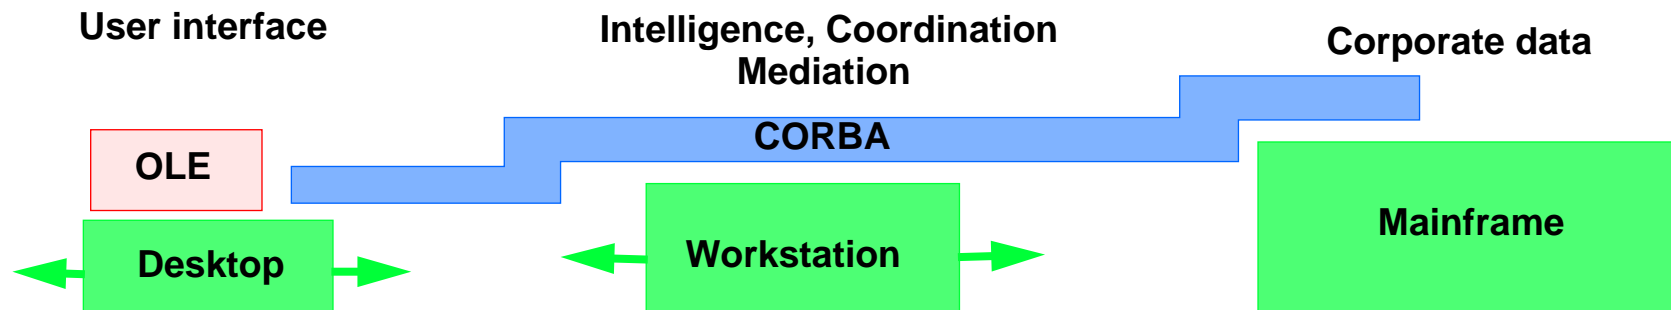 User interface
Intelligence, Coordination
Mediation
Corporate data
CORBA
OLE
Desktop
Workstation
Mainframe